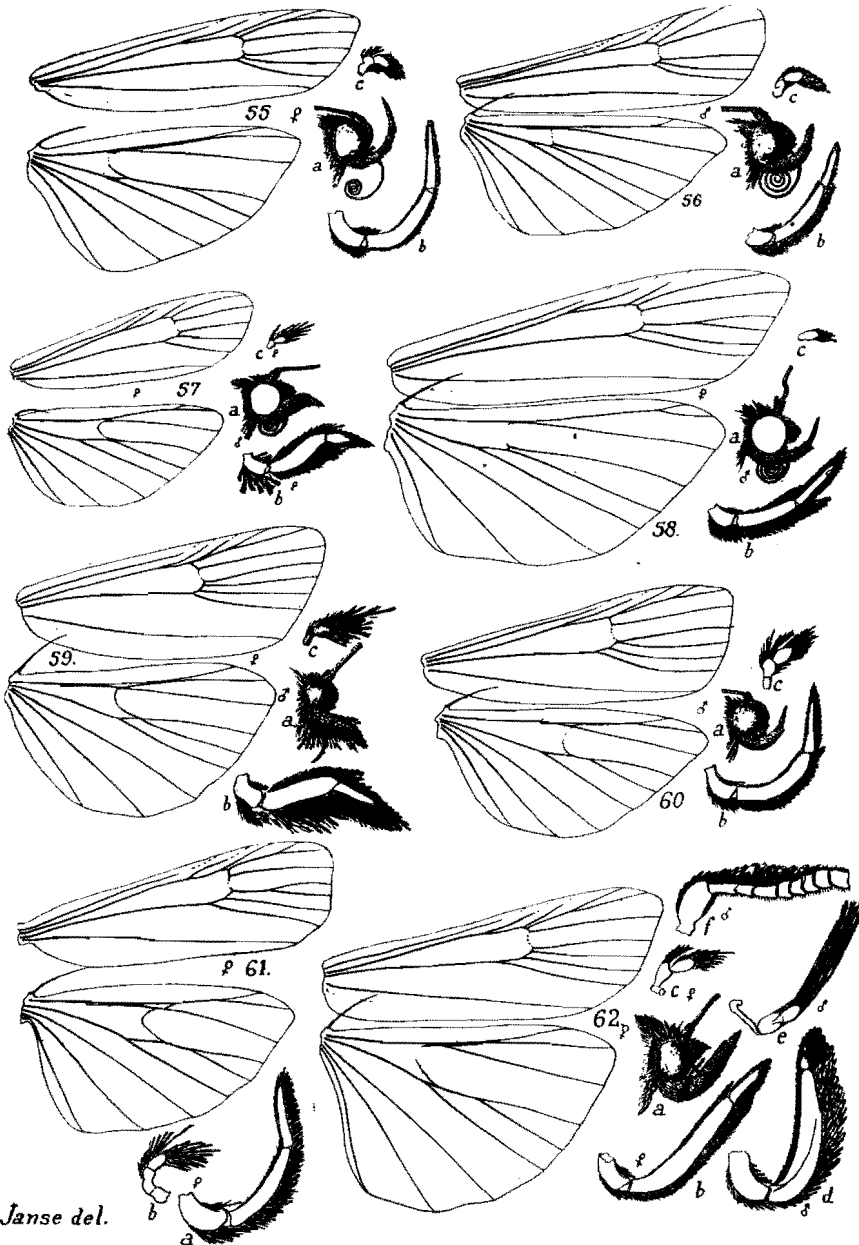 c
55 ♀
a
b
c
♂
a
56
b
c ♀
♀ 57
a
♂
b ♀
c
♀
a
♂
58.
b
c
59. ♀
♂
a
b
c
♂
a
60
b
♀ 61.
f ♂
c ♀
62 ♀
e ♂
a
♀
b
d
♂
b ♀
a
Janse del.